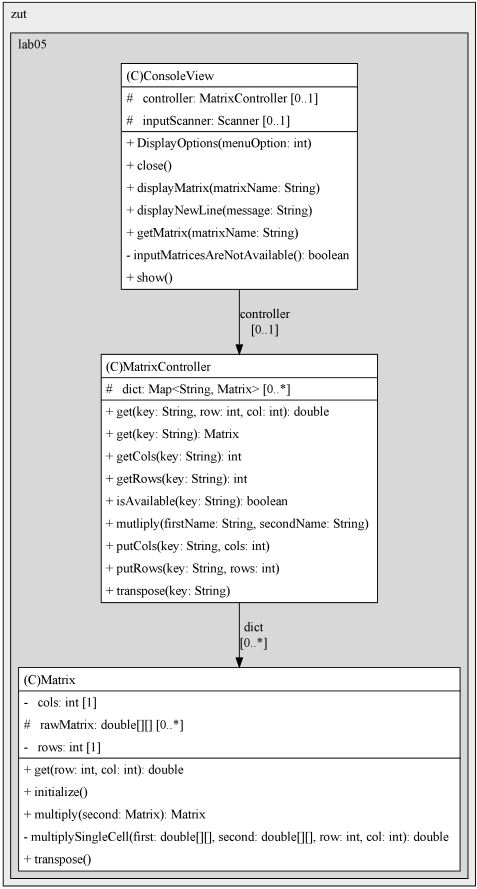 zut
lab05
(C)ConsoleView
# controller: MatrixController [0..1]
# inputScanner: Scanner [0..1]
+ DisplayOptions(menuOption: int)
+ close()
+ displayMatrix(matrixName: String)
+ displayNewLine(message: String)
+ getMatrix(matrixName: String)
- inputMatricesAreNotAvailable(): boolean
+ show()
controller
[0..1]
(C)MatrixController
# dict: Map<String, Matrix> [0..*]
+ get(key: String, row: int, col: int): double
+ get(key: String): Matrix
+ getCols(key: String): int
+ getRows(key: String): int
+ isAvailable(key: String): boolean
+ mutliply(firstName: String, secondName: String)
+ putCols(key: String, cols: int)
+ putRows(key: String, rows: int)
+ transpose(key: String)
dict
[0..*]
(C)Matrix
- cols: int [1]
# rawMatrix: double[][] [0..*]
- rows: int [1]
+ get(row: int, col: int): double
+ initialize()
+ multiply(second: Matrix): Matrix
- multiplySingleCell(first: double[][], second: double[][], row: int, col: int): double
+ transpose()